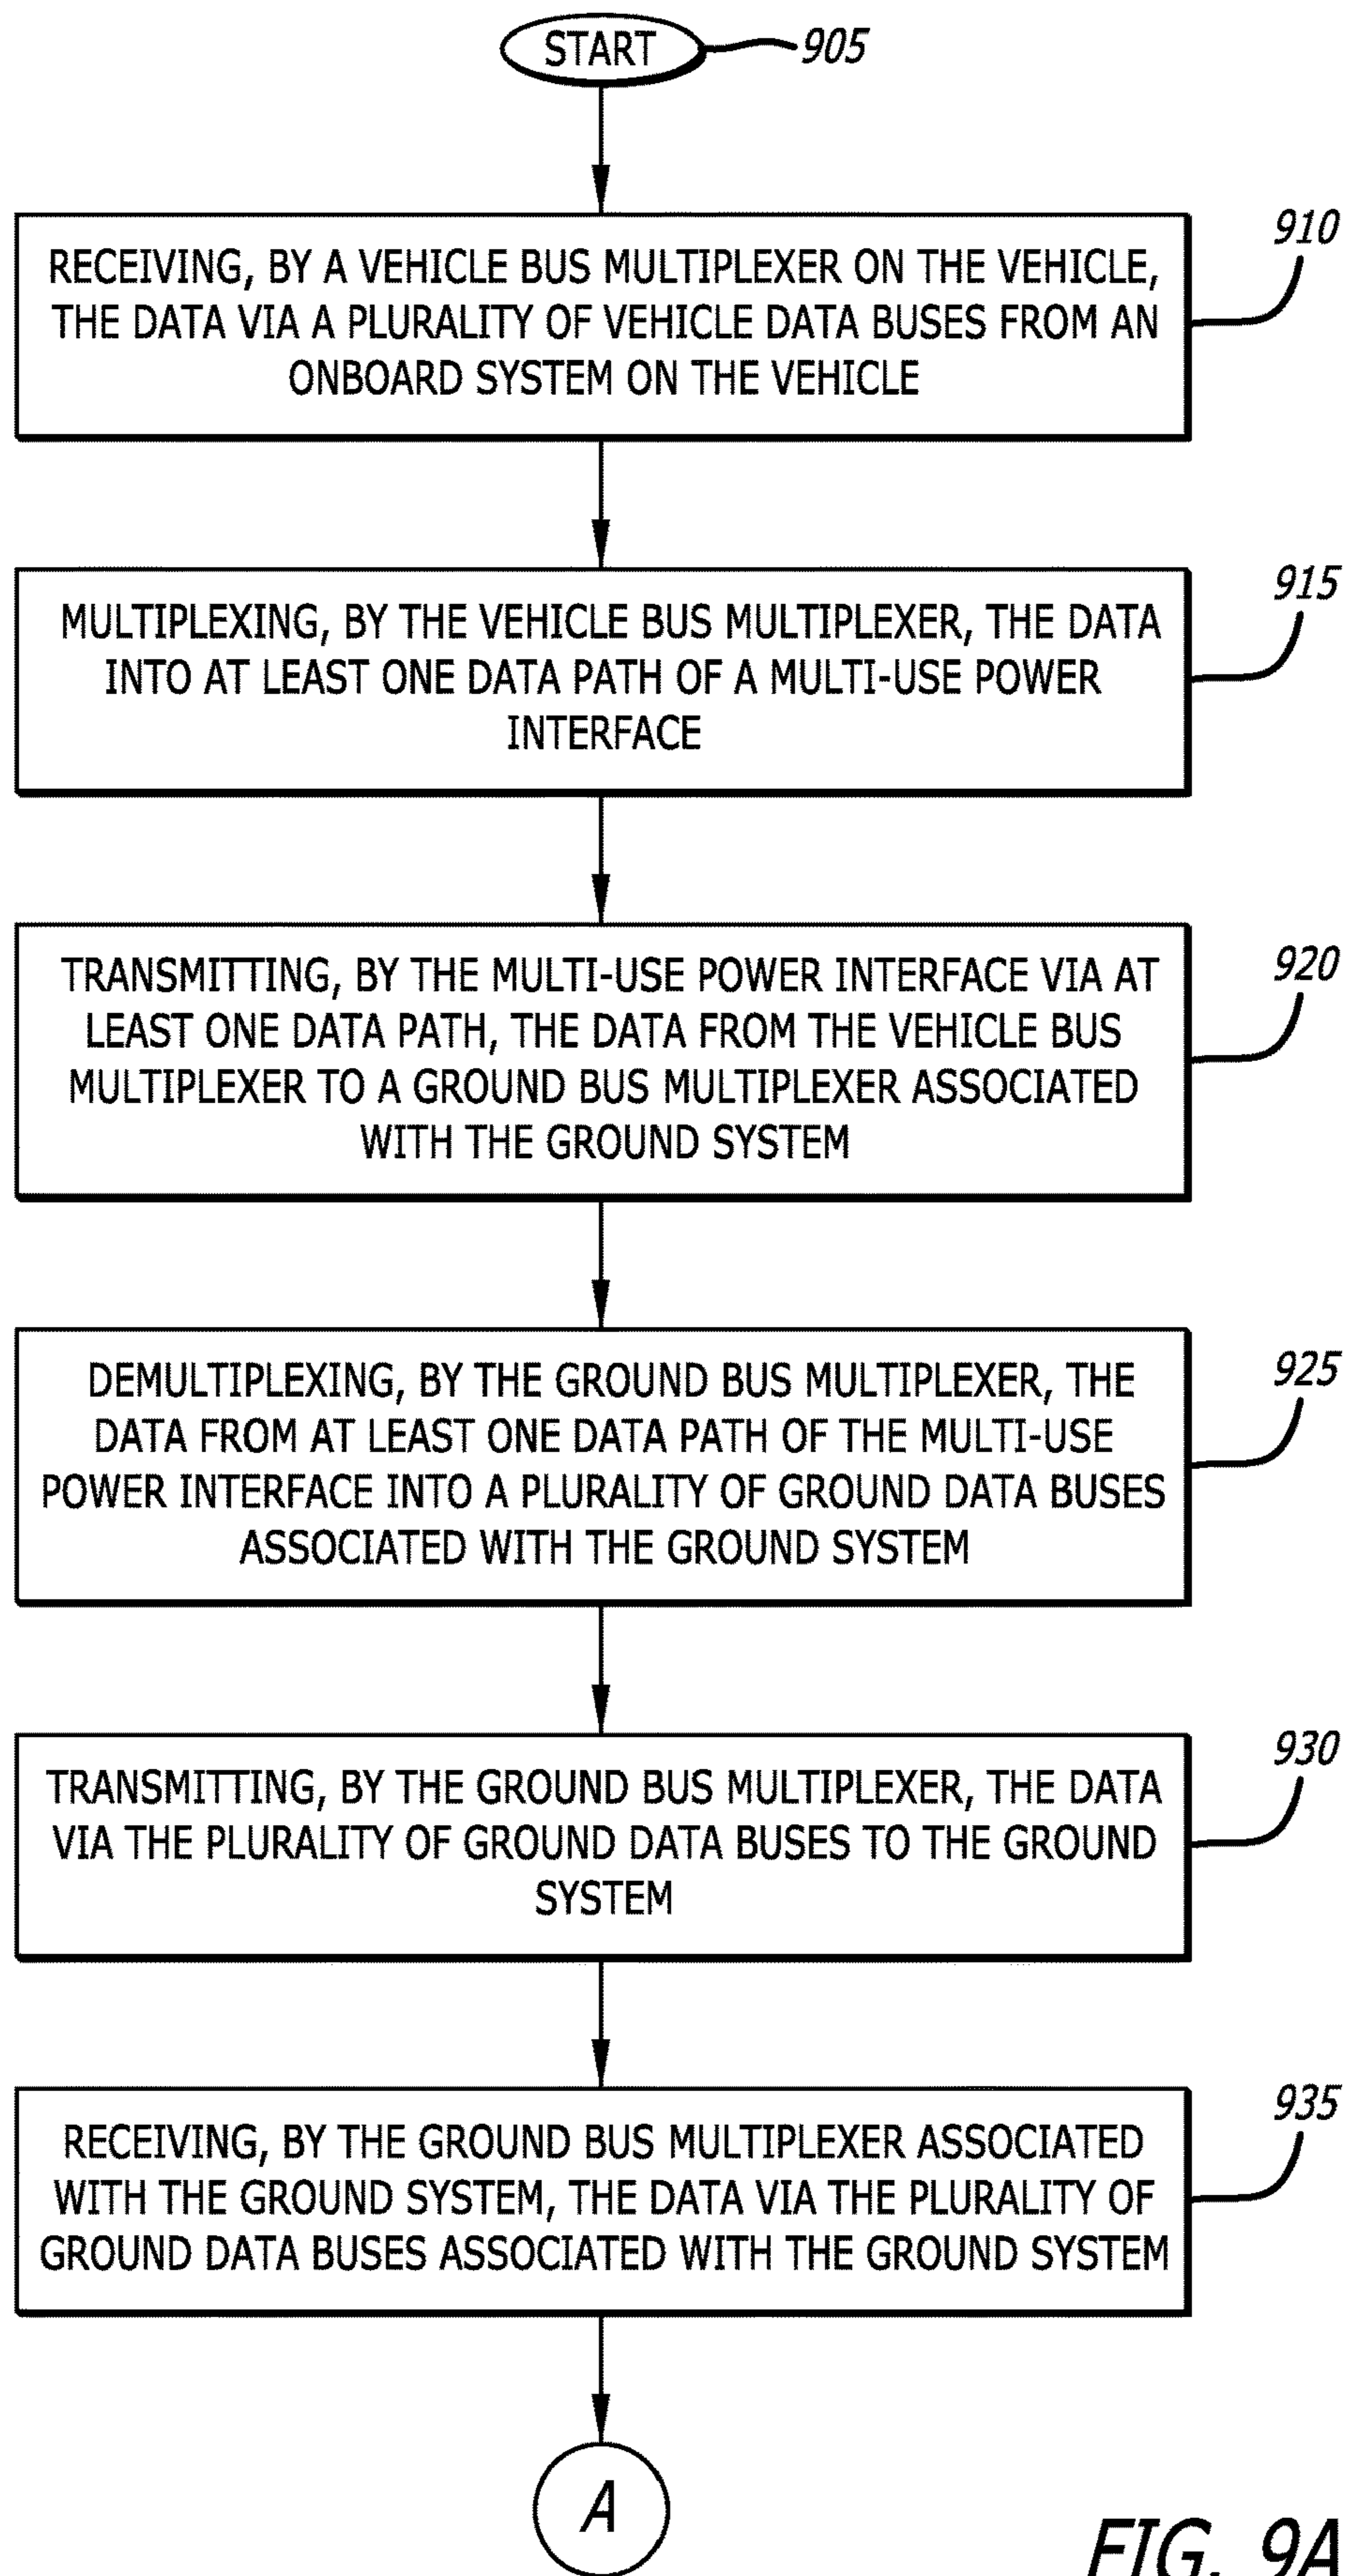 START
905
910
RECEIVING, BY A VEHICLE BUS MULTIPLEXER ON THE VEHICLE,
THE DATA VIA A PLURALITY OF VEHICLE DATA BUSES FROM AN
ONBOARD SYSTEM ON THE VEHICLE
915
MULTIPLEXING, BY THE VEHICLE BUS MULTIPLEXER, THE DATA
INTO AT LEAST ONE DATA PATH OF A MULTI-USE POWER
INTERFACE
920
TRANSMITTING, BY THE MULTI-USE POWER INTERFACE VIA AT
LEAST ONE DATA PATH, THE DATA FROM THE VEHICLE BUS
MULTIPLEXER TO A GROUND BUS MULTIPLEXER ASSOCIATED
WITH THE GROUND SYSTEM
925
DEMULTIPLEXING, BY THE GROUND BUS MULTIPLEXER, THE
DATA FROM AT LEAST ONE DATA PATH OF THE MULTI-USE
POWER INTERFACE INTO A PLURALITY OF GROUND DATA BUSES
ASSOCIATED WITH THE GROUND SYSTEM
930
TRANSMITTING, BY THE GROUND BUS MULTIPLEXER, THE DATA
VIA THE PLURALITY OF GROUND DATA BUSES TO THE GROUND
SYSTEM
935
RECEIVING, BY THE GROUND BUS MULTIPLEXER ASSOCIATED
WITH THE GROUND SYSTEM, THE DATA VIA THE PLURALITY OF
GROUND DATA BUSES ASSOCIATED WITH THE GROUND SYSTEM
A
FIG. 9A